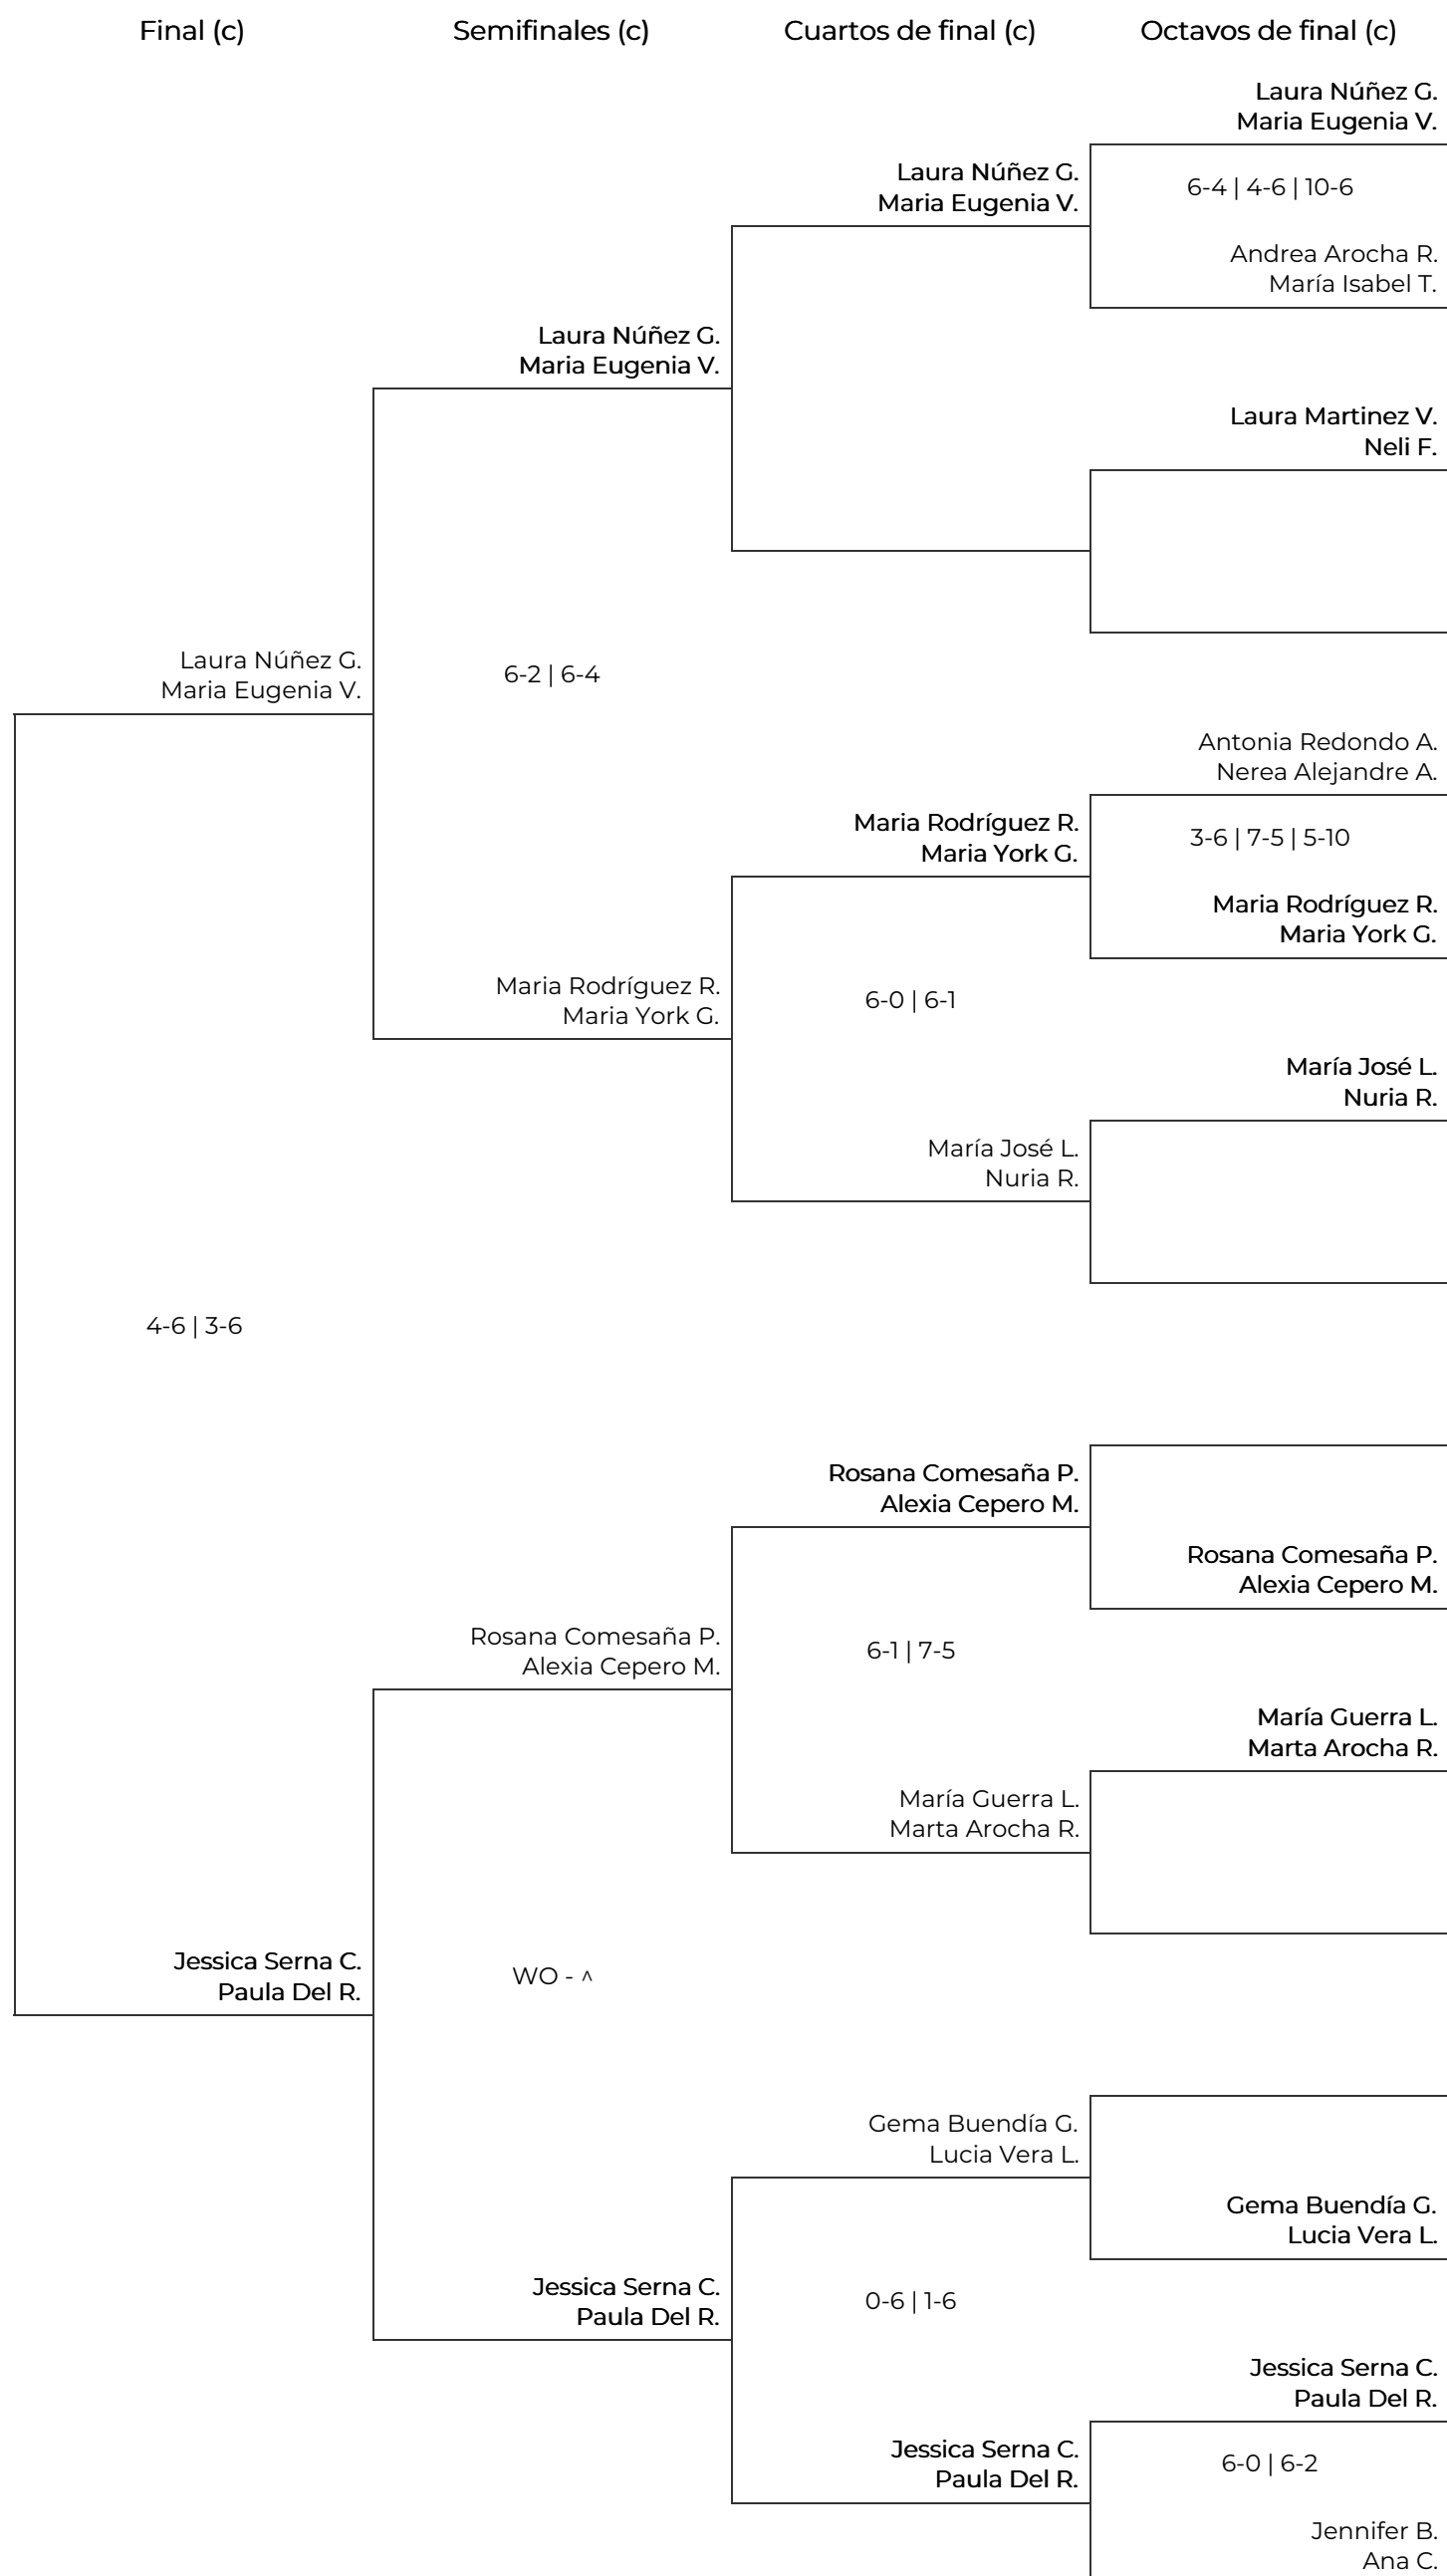 Final (c)
Semifinales (c)
Cuartos de final (c)
Octavos de final (c)
Laura Núñez G.
Maria Eugenia V.
Laura Núñez G.
Maria Eugenia V.
6-4 | 4-6 | 10-6
Andrea Arocha R.
María Isabel T.
Laura Núñez G.
Maria Eugenia V.
Laura Martinez V.
Neli F.
Laura Núñez G.
Maria Eugenia V.
6-2 | 6-4
Antonia Redondo A.
Nerea Alejandre A.
Maria Rodríguez R.
Maria York G.
3-6 | 7-5 | 5-10
Maria Rodríguez R.
Maria York G.
Maria Rodríguez R.
Maria York G.
6-0 | 6-1
María José L.
Nuria R.
María José L.
Nuria R.
4-6 | 3-6
Rosana Comesaña P.
Alexia Cepero M.
Rosana Comesaña P.
Alexia Cepero M.
Rosana Comesaña P.
Alexia Cepero M.
6-1 | 7-5
María Guerra L.
Marta Arocha R.
María Guerra L.
Marta Arocha R.
Jessica Serna C.
Paula Del R.
WO - ^
Gema Buendía G.
Lucia Vera L.
Gema Buendía G.
Lucia Vera L.
Jessica Serna C.
Paula Del R.
0-6 | 1-6
Jessica Serna C.
Paula Del R.
Jessica Serna C.
Paula Del R.
6-0 | 6-2
Jennifer B.
Ana C.